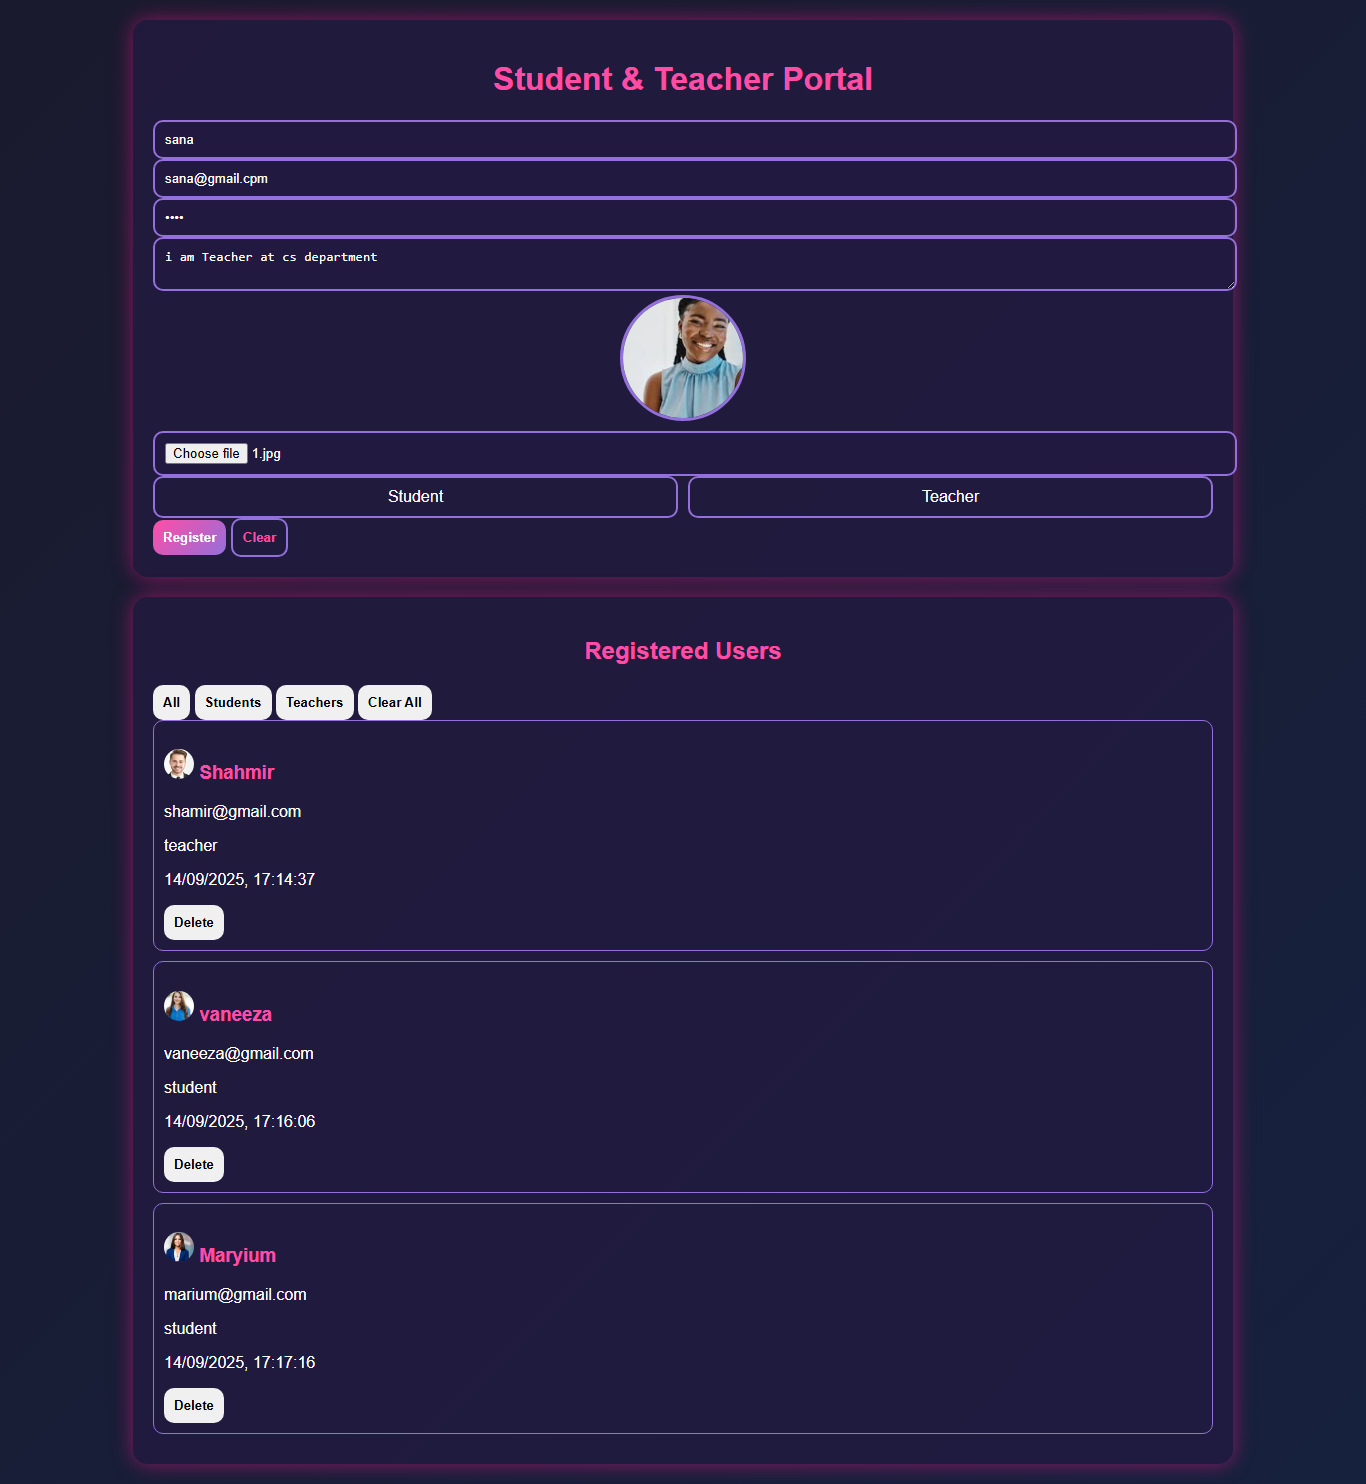 Student & Teacher Portal
sana
sana@gmail.cpm
••••
i am Teacher at cs department
Choose file 1.jpg
Student Teacher
Register Clear
Registered Users
All Students Teachers Clear All
Shahmir
shamir@gmail.com
teacher
14/09/2025, 17:14:37
Delete
vaneeza
vaneeza@gmail.com
student
14/09/2025, 17:16:06
Delete
Maryium
marium@gmail.com
student
14/09/2025, 17:17:16
Delete